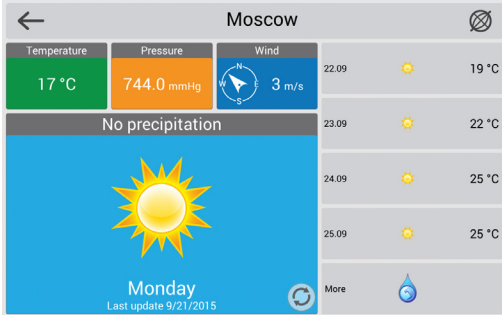 Moscow
Temperature
17 °C
Pressure
744.0 mmHg
Wind
N
W E
S
3 m/s
No precipitation
Monday
Last update 9/21/2015
22.09 19 °C
23.09 22 °C
24.09 25 °C
25.09 25 °C
More